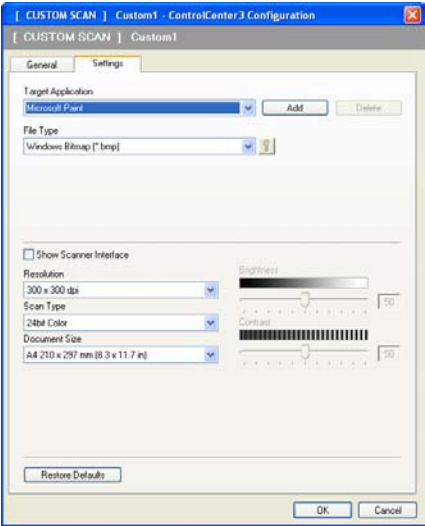 [ CUSTOM SCAN ] Custom1 - ControlCenter3 Configuration
[ CUSTOM SCAN ] Custom1
General Settings
Target Application
Microsoft Paint Add Delete
File Type
Windows Bitmap (*.bmp)
Show Scanner Interface
Resolution Brightness
300 x 300 dpi 50
Scan Type Contrast
24bit Color
Document Size 50
A4 210 x 297 mm (8.3 x 11.7 in)
Restore Defaults
OK Cancel